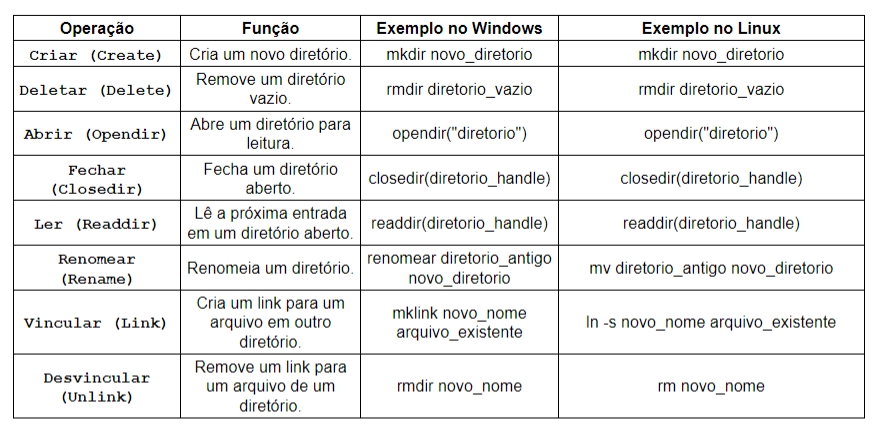 Operação Função Exemplo no Windows Exemplo no Linux
Criar (Create) Cria um novo diretório. mkdir novo_diretorio mkdir novo_diretorio
Deletar (Delete) Remove um diretório
vazio. rmdir diretorio_vazio rmdir diretorio_vazio
Abrir (Opendir) Abre um diretório para
leitura. opendir("diretorio") opendir("diretorio")
Fechar
(Closedir) Fecha um diretório
aberto. closedir(diretorio_handle) closedir(diretorio_handle)
Ler (Readdir) Lê a próxima entrada
em um diretório aberto. readdir(diretorio_handle) readdir(diretorio_handle)
Renomear
(Rename) Renomeia um diretório. renomear diretorio_antigo
novo_diretorio mv diretorio_antigo novo_diretorio
Vincular (Link) Cria um link para um
arquivo em outro
diretório. mklink novo_nome
arquivo_existente ln -s novo_nome arquivo_existente
Desvincular
(Unlink) Remove um link para
um arquivo de um
diretório. rmdir novo_nome rm novo_nome